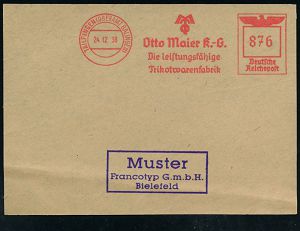 24.12.38
Otto Maier K.-G.
Die leistungsfähige
Trikotwarenfabrik
876
Deutsche
Reichspost
Muster
Francotyp G.m.b.H.
Bielefeld